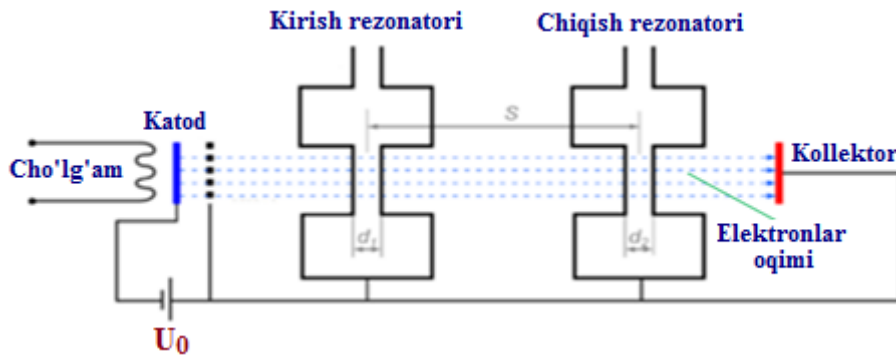 Kirish rezonatori
Chiqish rezonatori
Katod
S
Cho'lg'am
Kollektor
d₁
d₂
Elektronlar
oqimi
U₀